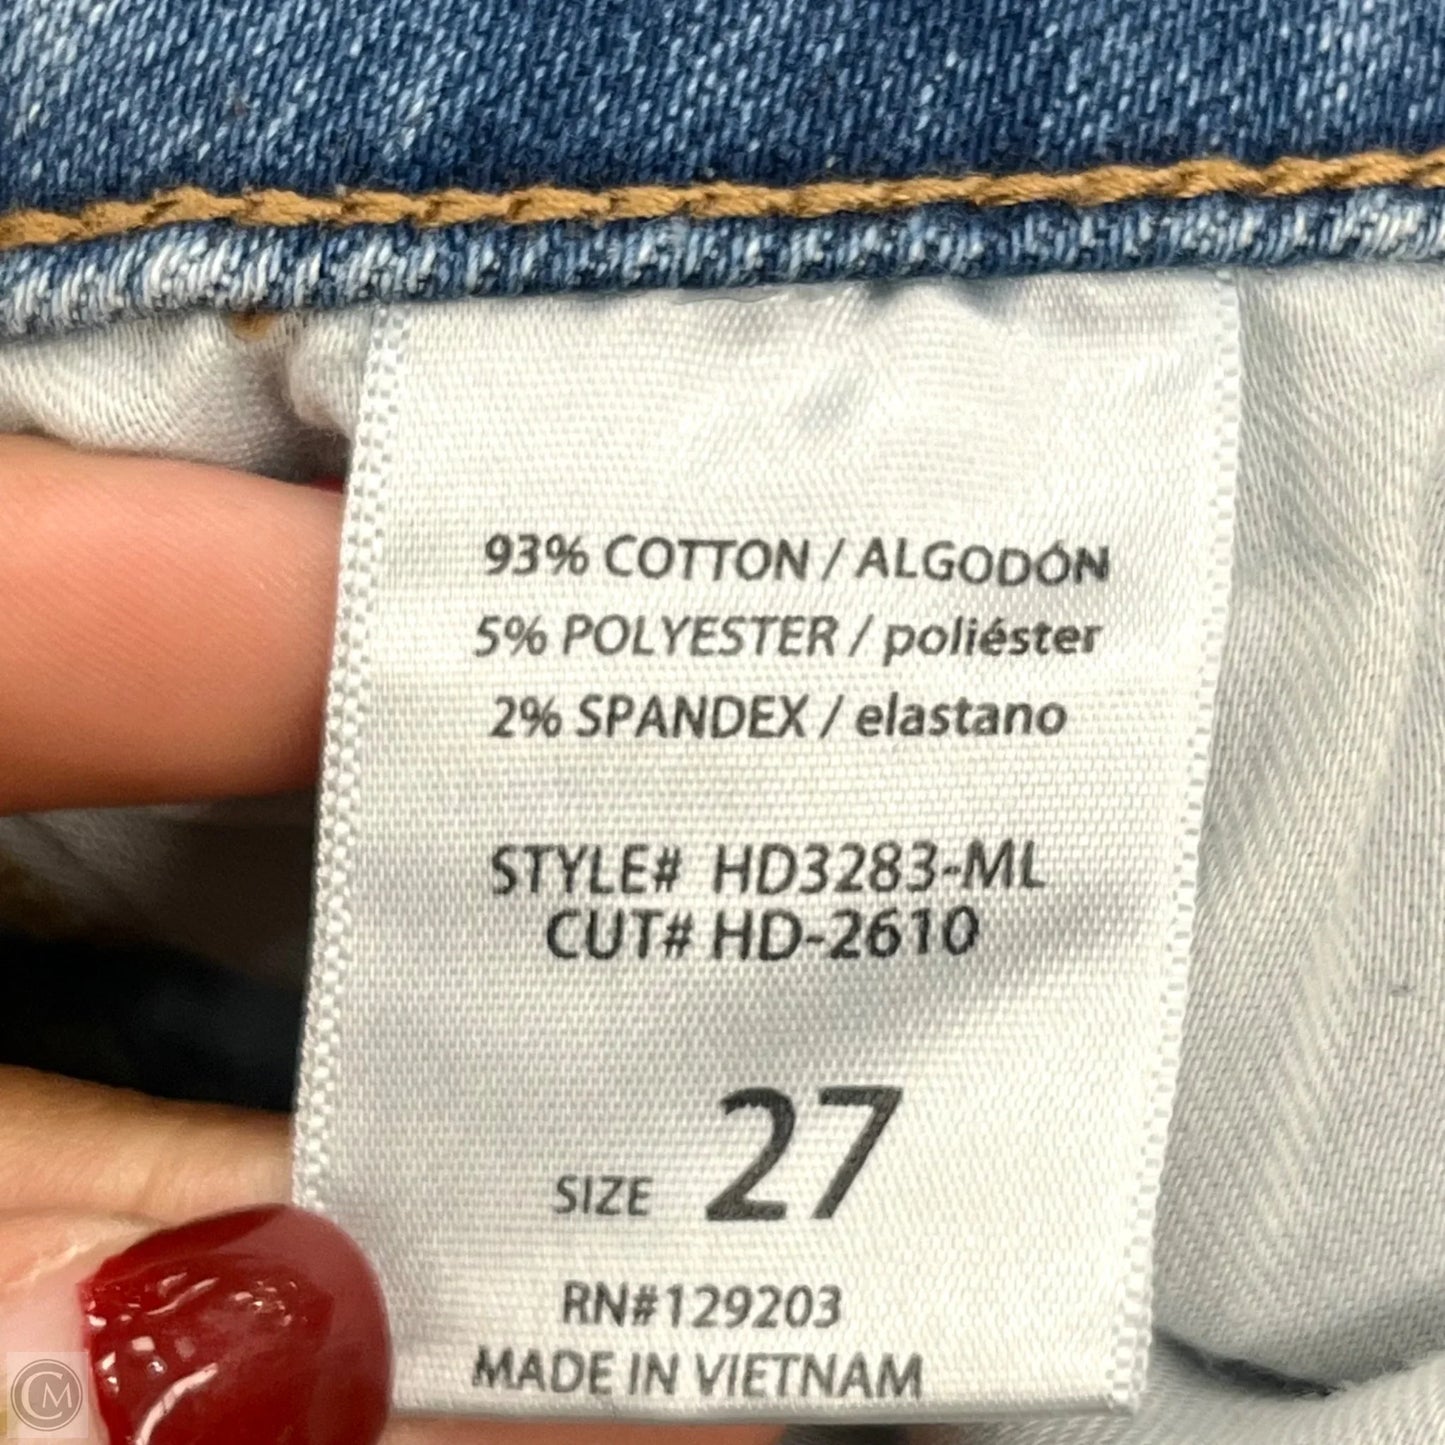 93% COTTON / ALGODÓN
5% POLYESTER / poliéster
2% SPANDEX / elastano
STYLE# HD3283-ML
CUT# HD-2610
SIZE 27
RN#129203
MADE IN VIETNAM
CM